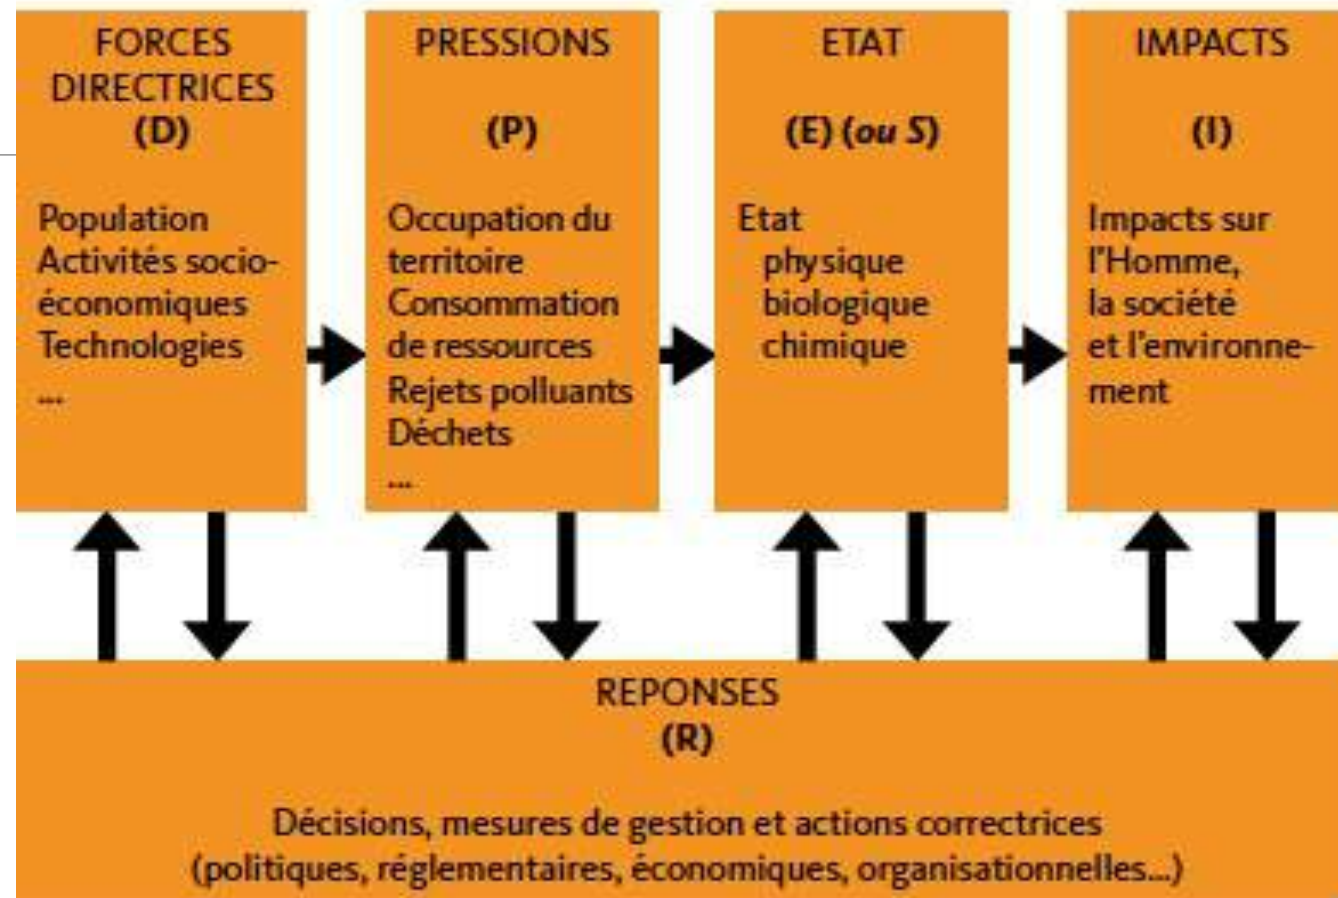 FORCES
DIRECTRICES
(D)
Population
Activités socio-
économiques
Technologies
...
PRESSIONS
(P)
Occupation du
territoire
Consommation
de ressources
Rejets polluants
Déchets
...
ETAT
(E) (ou S)
Etat
physique
biologique
chimique
IMPACTS
(I)
Impacts sur
l'Homme,
la société
et l'environne-
ment
REPONSES
(R)
Décisions, mesures de gestion et actions correctrices
(politiques, réglementaires, économiques, organisationnelles...)